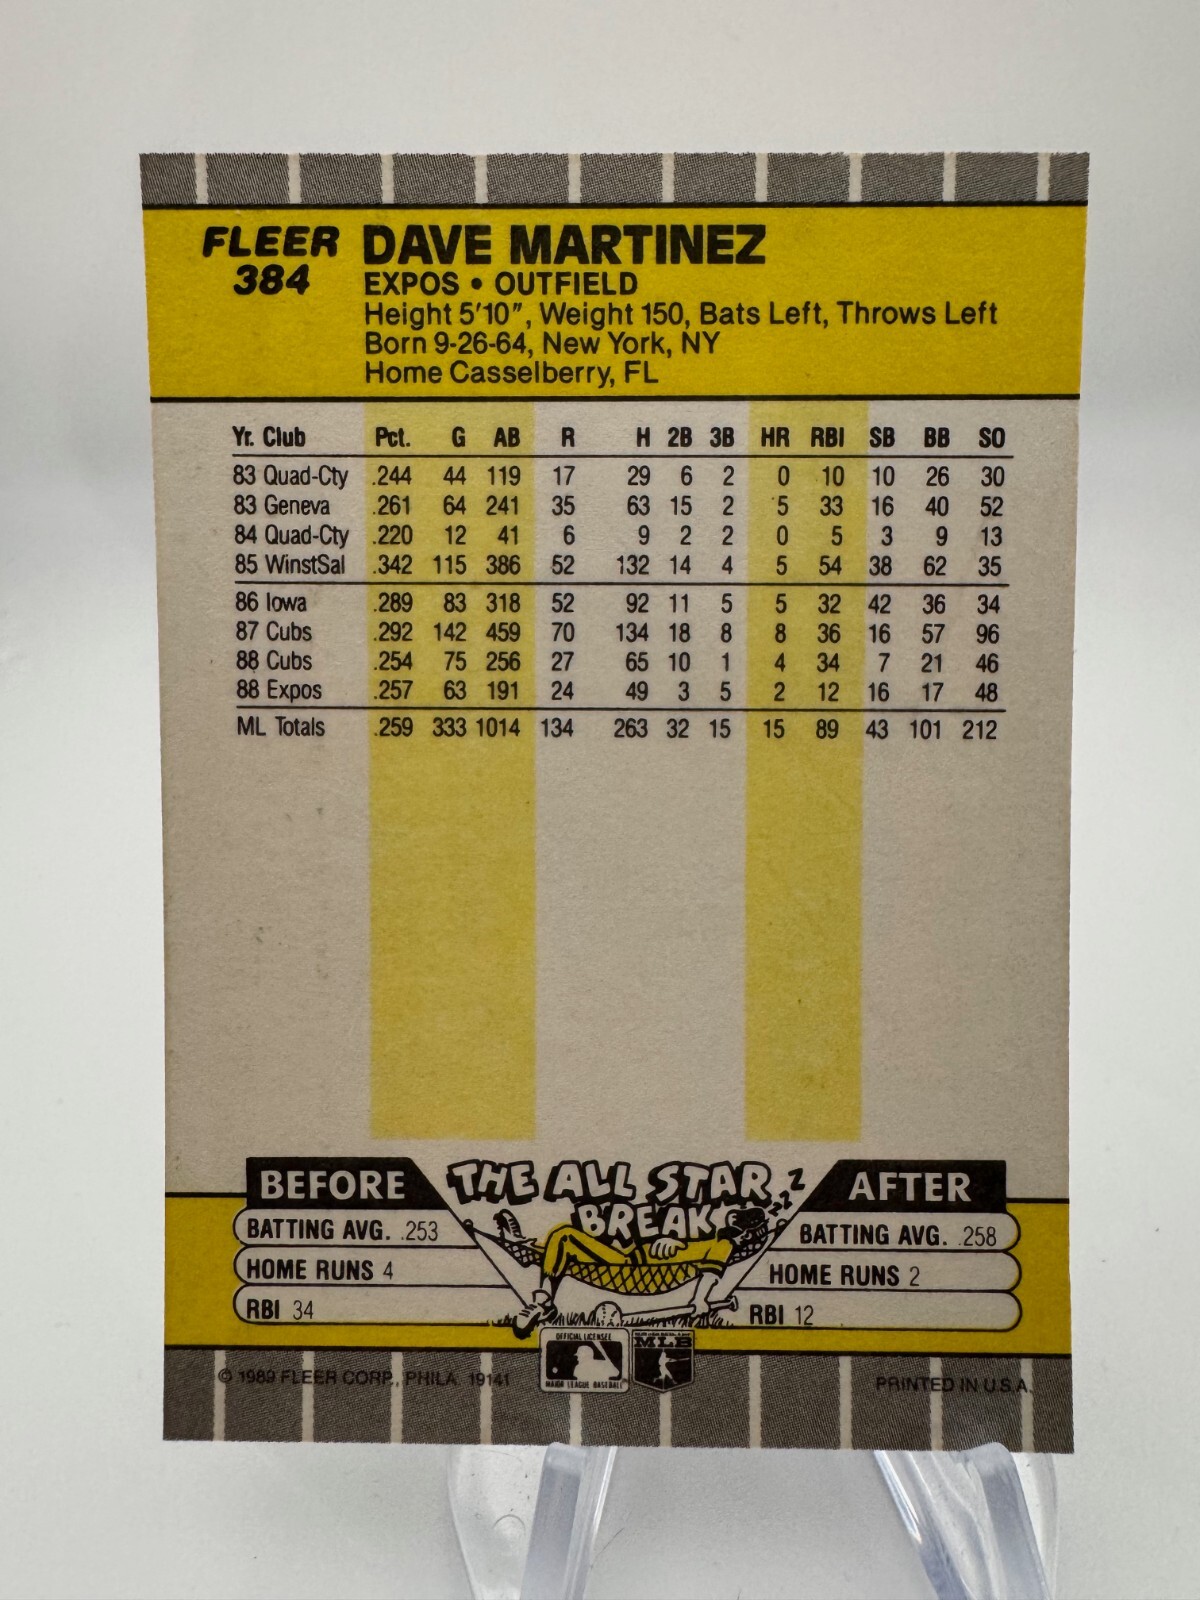 FLEER DAVE MARTINEZ
384 EXPOS • OUTFIELD
Height 5'10", Weight 150, Bats Left, Throws Left
Born 9-26-64, New York, NY
Home Casselberry, FL
Yr. Club Pct. G AB R H 2B 3B HR RBI SB BB SO
83 Quad-Cty .244 44 119 17 29 6 2 0 10 10 26 30
83 Geneva .261 64 241 35 63 15 2 5 33 16 40 52
84 Quad-Cty .220 12 41 6 9 2 2 0 5 3 9 13
85 WinstSal .342 115 386 52 132 14 4 5 54 38 62 35
86 Iowa .289 83 318 52 92 11 5 5 32 42 36 34
87 Cubs .292 142 459 70 134 18 8 8 36 16 57 96
88 Cubs .254 75 256 27 65 10 1 4 34 7 21 46
88 Expos .257 63 191 24 49 3 5 2 12 16 17 48
ML Totals .259 333 1014 134 263 32 15 15 89 43 101 212
THE ALL STAR
BREAK
Z Z Z Z
BEFORE
BATTING AVG. .253
HOME RUNS 4
RBI 34
AFTER
BATTING AVG. .258
HOME RUNS 2
RBI 12
OFFICIAL LICENSEE
MAJOR LEAGUE BASEBALL
MLB
© 1989 FLEER CORP., PHILA. 19141
PRINTED IN U.S.A.